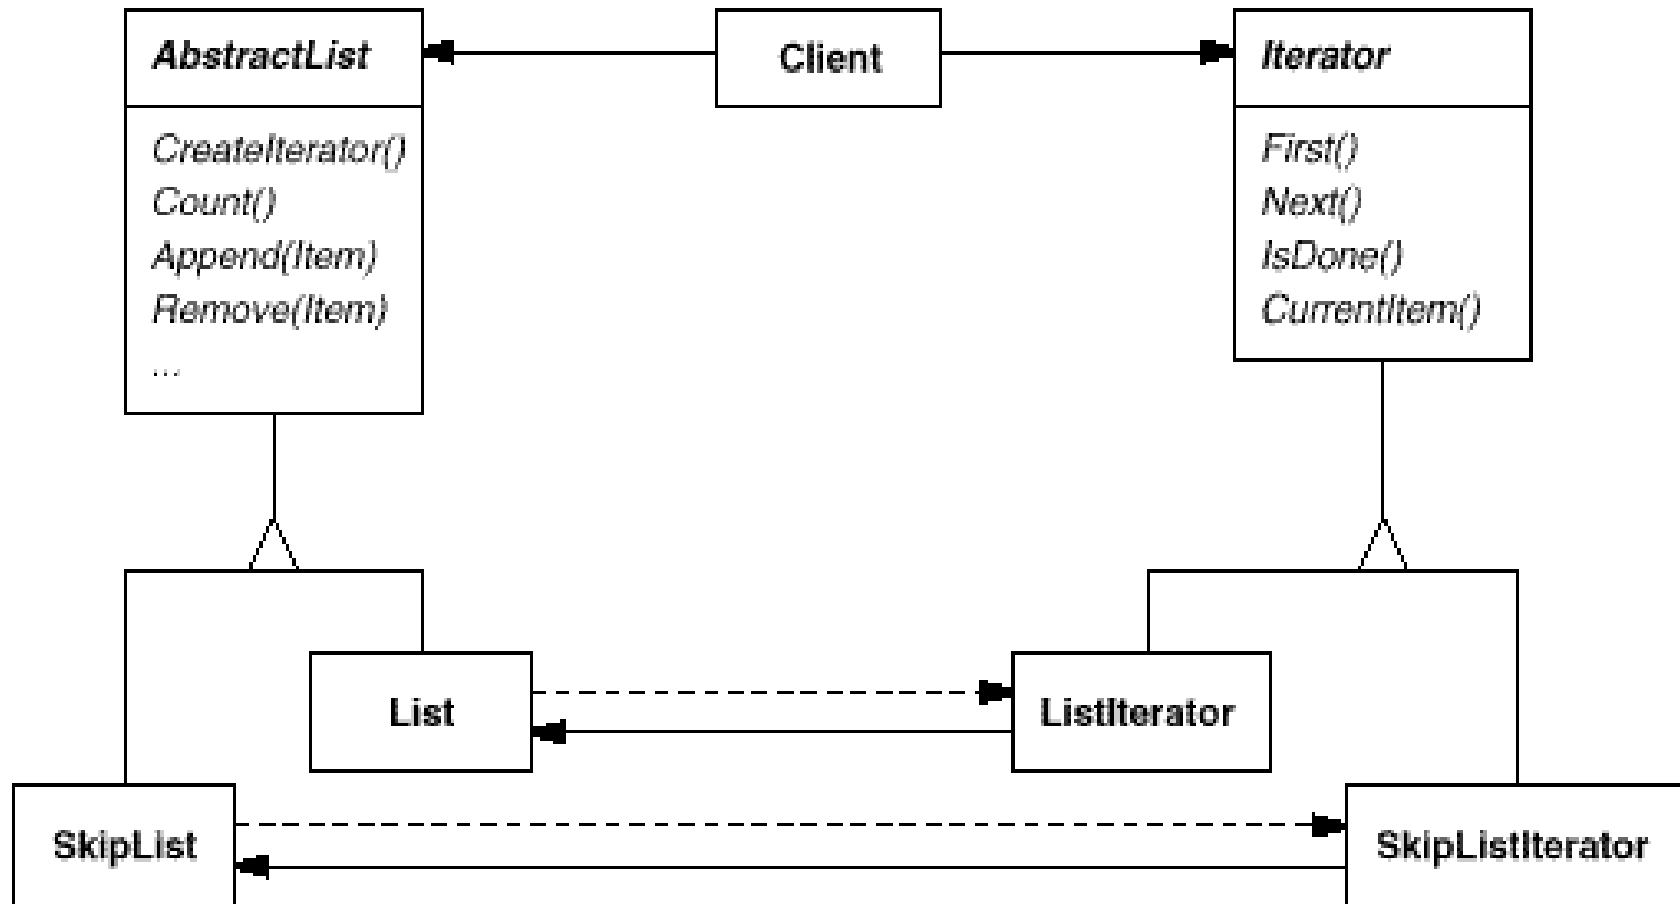 AbstractList
CreateIterator()
Count()
Append(Item)
Remove(Item)
...
Client
Iterator
First()
Next()
IsDone()
CurrentItem()
List
ListIterator
SkipList
SkipListIterator